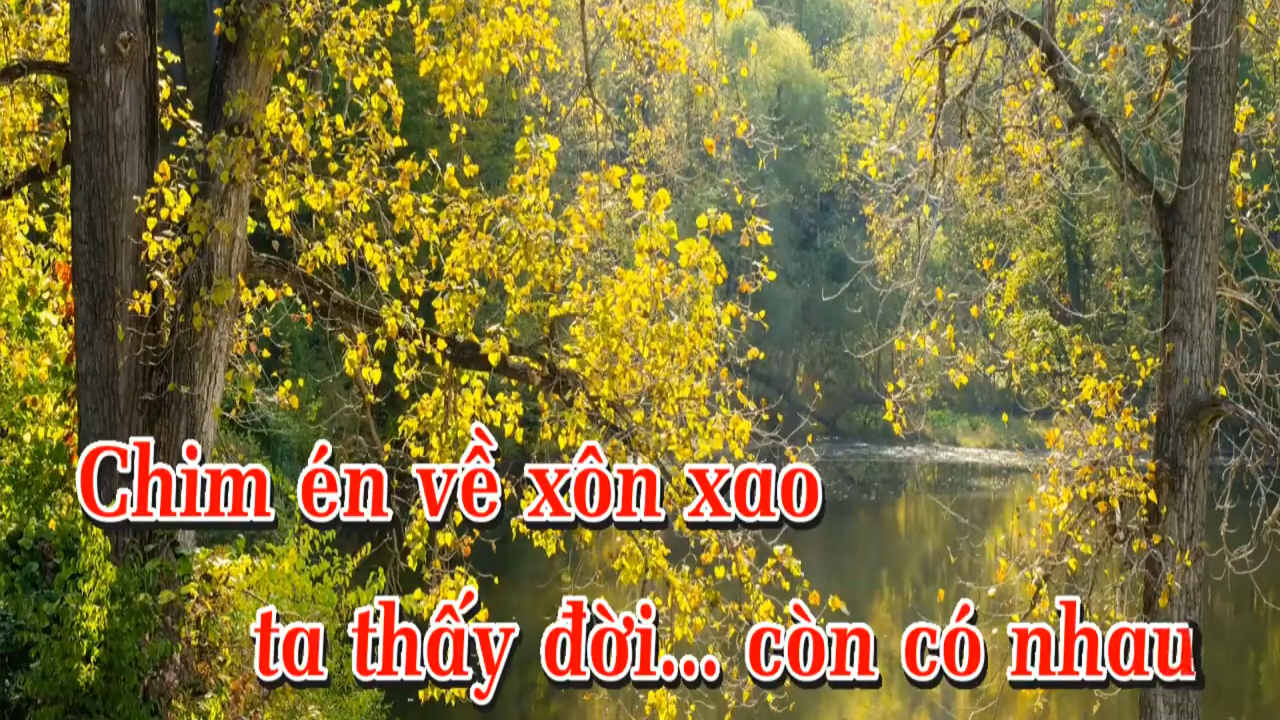 Chim én về xôn xao
ta thấy đời... còn có nhau